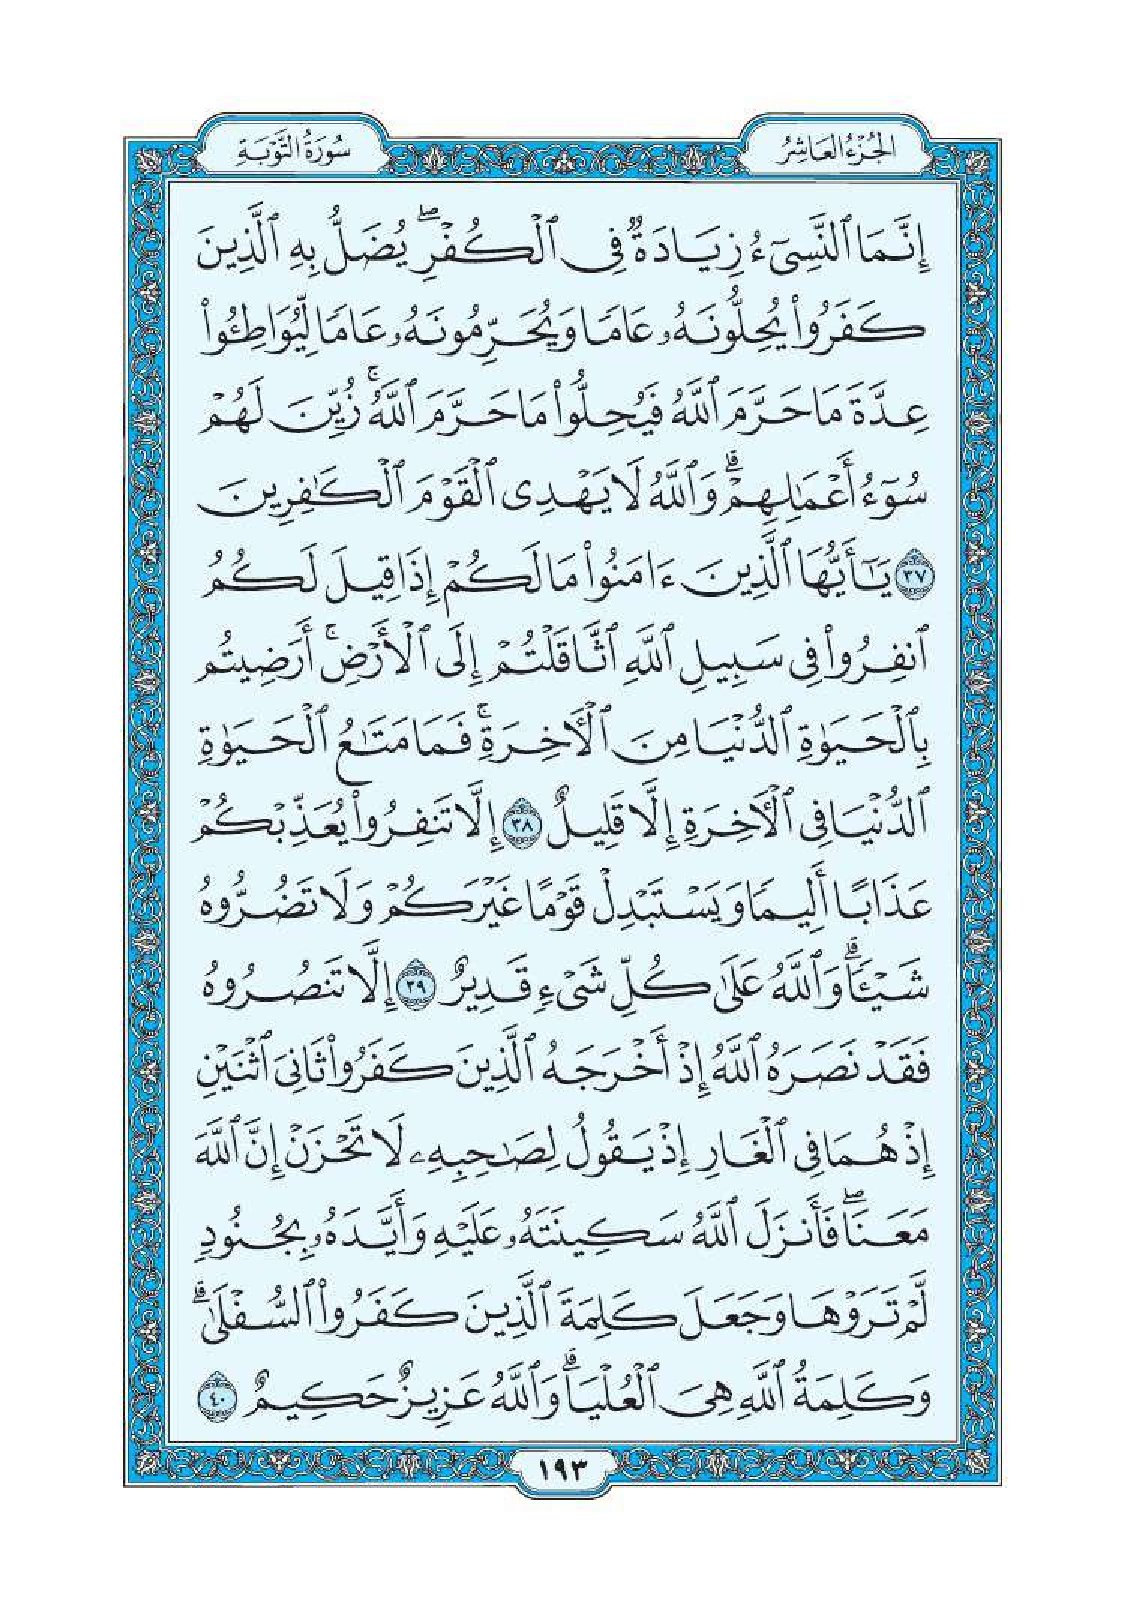 الجزء العاشر
سورة التوبة
إِنَّمَا ٱلنَّسِىٓءُ زِيَادَةٌ فِى ٱلْكُفْرِ ۖ يُضَلُّ بِهِ ٱلَّذِينَ
كَفَرُوا۟ يُحِلُّونَهُۥ عَامًا وَيُحَرِّمُونَهُۥ عَامًا لِّيُوَاطِـُٔوا۟
عِدَّةَ مَا حَرَّمَ ٱللَّهُ فَيُحِلُّوا۟ مَا حَرَّمَ ٱللَّهُ ۚ زُيِّنَ لَهُمْ
سُوٓءُ أَعْمَٰلِهِمْ ۗ وَٱللَّهُ لَا يَهْدِى ٱلْقَوْمَ ٱلْكَٰفِرِينَ
٣٧ يَٰٓأَيُّهَا ٱلَّذِينَ ءَامَنُوا۟ مَا لَكُمْ إِذَا قِيلَ لَكُمُ
ٱنفِرُوا۟ فِى سَبِيلِ ٱللَّهِ ٱثَّاقَلْتُمْ إِلَى ٱلْأَرْضِ ۚ أَرَضِيتُم
بِٱلْحَيَوٰةِ ٱلدُّنْيَا مِنَ ٱلْءَاخِرَةِ ۚ فَمَا مَتَٰعُ ٱلْحَيَوٰةِ
ٱلدُّنْيَا فِى ٱلْءَاخِرَةِ إِلَّا قَلِيلٌ ٣٨ إِلَّا تَنفِرُوا۟ يُعَذِّبْكُمْ
عَذَابًا أَلِيمًا وَيَسْتَبْدِلْ قَوْمًا غَيْرَكُمْ وَلَا تَضُرُّوهُ
شَيْـًٔا ۗ وَٱللَّهُ عَلَىٰ كُلِّ شَىْءٍ قَدِيرٌ ٣٩ إِلَّا تَنصُرُوهُ
فَقَدْ نَصَرَهُ ٱللَّهُ إِذْ أَخْرَجَهُ ٱلَّذِينَ كَفَرُوا۟ ثَانِىَ ٱثْنَيْنِ
إِذْ هُمَا فِى ٱلْغَارِ إِذْ يَقُولُ لِصَٰحِبِهِۦ لَا تَحْزَنْ إِنَّ ٱللَّهَ
مَعَنَا ۖ فَأَنزَلَ ٱللَّهُ سَكِينَتَهُۥ عَلَيْهِ وَأَيَّدَهُۥ بِجُنُودٍ
لَّمْ تَرَوْهَا وَجَعَلَ كَلِمَةَ ٱلَّذِينَ كَفَرُوا۟ ٱلسُّفْلَىٰ ۗ
وَكَلِمَةُ ٱللَّهِ هِىَ ٱلْعُلْيَا ۗ وَٱللَّهُ عَزِيزٌ حَكِيمٌ ٤٠
١٩٣